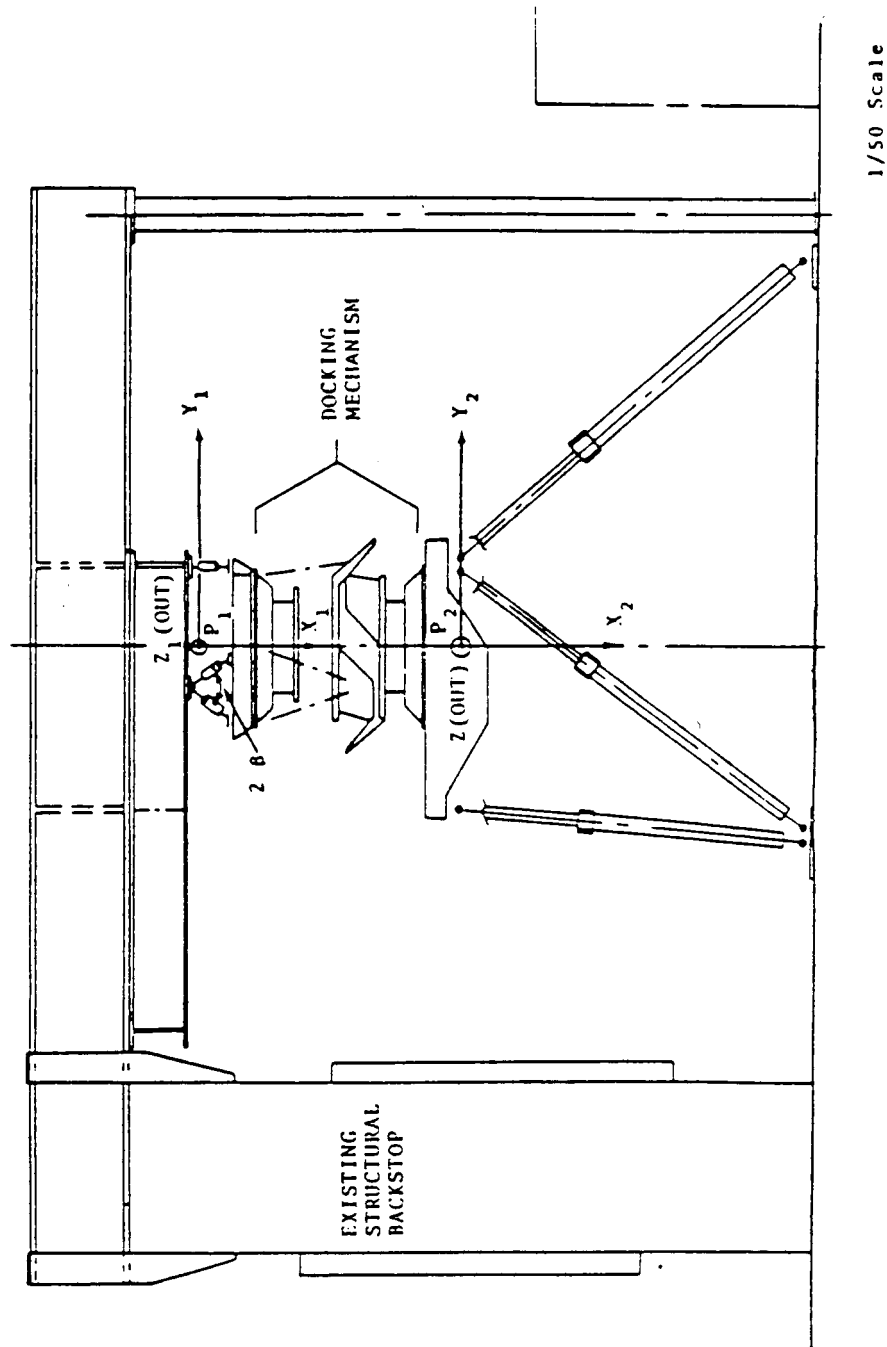 Z₁ (OUT)
P₁
Y₁
X₁
2 β
DOCKING
MECHANISM
Y₂
P₂
Z (OUT)
X₂
EXISTING
STRUCTURAL
BACKSTOP
1/50 Scale